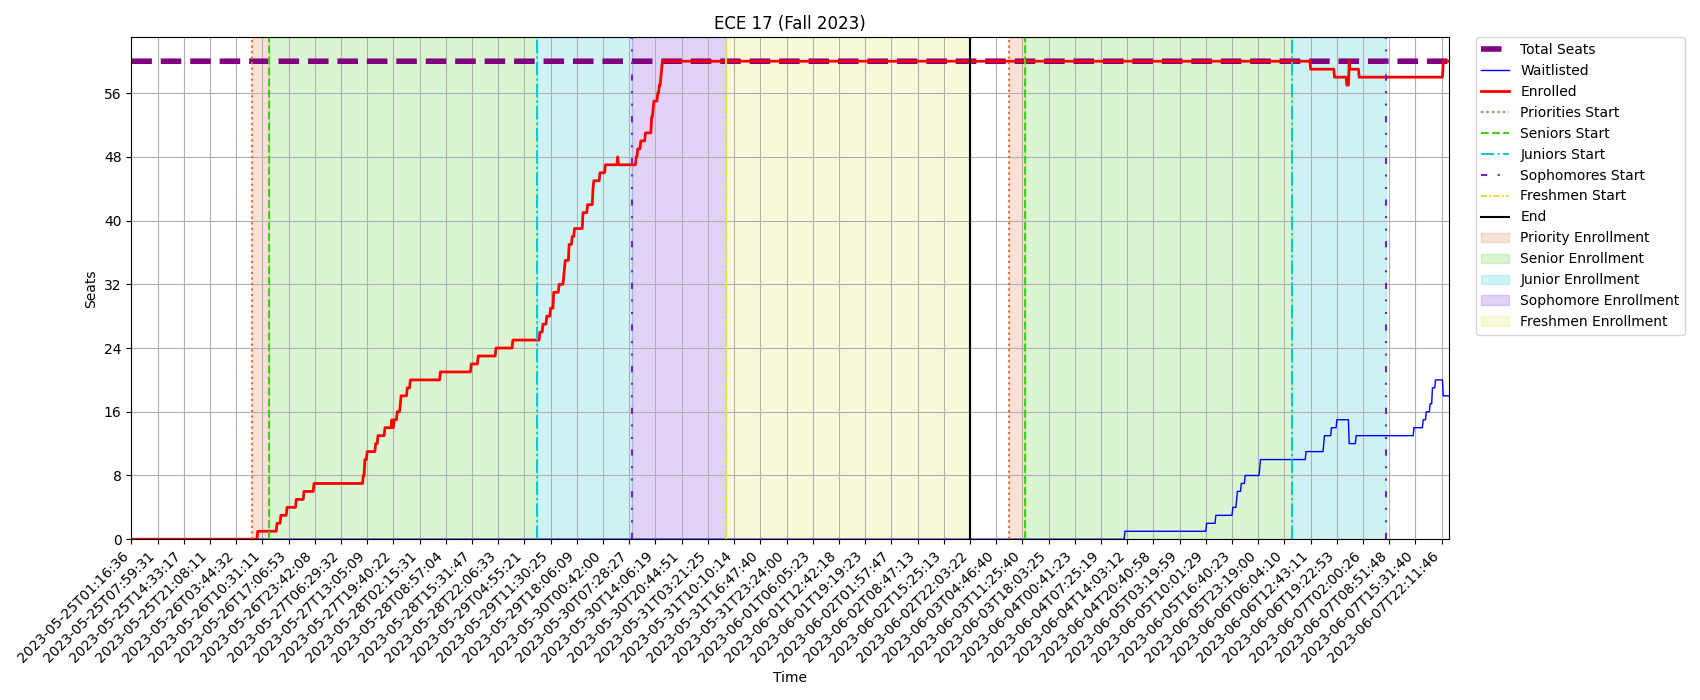 ECE 17 (Fall 2023)
Total Seats
Waitlisted
Enrolled
Priorities Start
Seniors Start
Juniors Start
Sophomores Start
Freshmen Start
End
Priority Enrollment
Senior Enrollment
Junior Enrollment
Sophomore Enrollment
Freshmen Enrollment
Seats
56
48
40
32
24
16
8
0
2023-05-25T01:16:36
2023-05-25T07:59:31
2023-05-25T14:33:17
2023-05-25T21:08:11
2023-05-26T03:44:32
2023-05-26T10:31:11
2023-05-26T17:06:53
2023-05-26T23:42:08
2023-05-27T06:29:32
2023-05-27T13:05:09
2023-05-27T19:40:22
2023-05-28T02:15:31
2023-05-28T08:57:04
2023-05-28T15:31:47
2023-05-28T22:06:33
2023-05-29T04:55:21
2023-05-29T11:30:25
2023-05-29T18:06:09
2023-05-30T00:42:00
2023-05-30T07:28:27
2023-05-30T14:06:19
2023-05-30T20:44:51
2023-05-31T03:21:25
2023-05-31T10:10:14
2023-05-31T16:47:40
2023-05-31T23:24:00
2023-06-01T06:05:23
2023-06-01T12:42:18
2023-06-01T19:19:23
2023-06-02T01:57:47
2023-06-02T08:47:13
2023-06-02T15:25:13
2023-06-02T22:03:22
2023-06-03T04:46:40
2023-06-03T11:25:40
2023-06-03T18:03:25
2023-06-04T00:41:23
2023-06-04T07:25:19
2023-06-04T14:03:12
2023-06-04T20:40:58
2023-06-05T03:19:59
2023-06-05T10:01:29
2023-06-05T16:40:23
2023-06-05T23:19:00
2023-06-06T06:04:10
2023-06-06T12:43:11
2023-06-06T19:22:53
2023-06-07T02:00:26
2023-06-07T08:51:48
2023-06-07T15:31:40
2023-06-07T22:11:46
Time